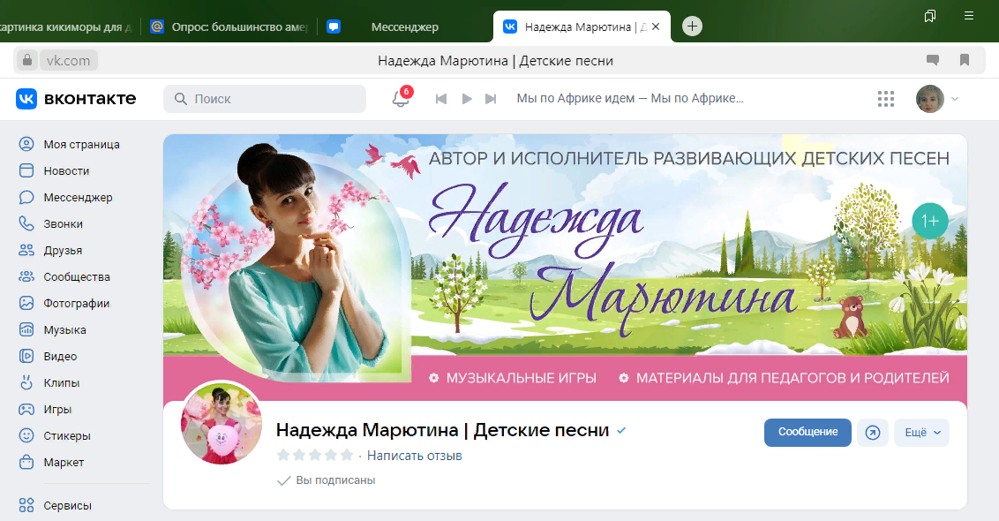 картинка кикиморы для д
Опрос: большинство аме
Мессенджер
Надежда Марютина | Д
vk.com
Надежда Марютина | Детские песни
вконтакте
Поиск
6
Мы по Африке идем — Мы по Африке...
Моя страница
Новости
Мессенджер
Звонки
Друзья
Сообщества
Фотографии
Музыка
Видео
Клипы
Игры
Стикеры
Маркет
Сервисы
АВТОР И ИСПОЛНИТЕЛЬ РАЗВИВАЮЩИХ ДЕТСКИХ ПЕСЕН
Надежда
Марютина
1+
МУЗЫКАЛЬНЫЕ ИГРЫ
МАТЕРИАЛЫ ДЛЯ ПЕДАГОГОВ И РОДИТЕЛЕЙ
Надежда Марютина | Детские песни
· Написать отзыв
Вы подписаны
Сообщение
Ещё